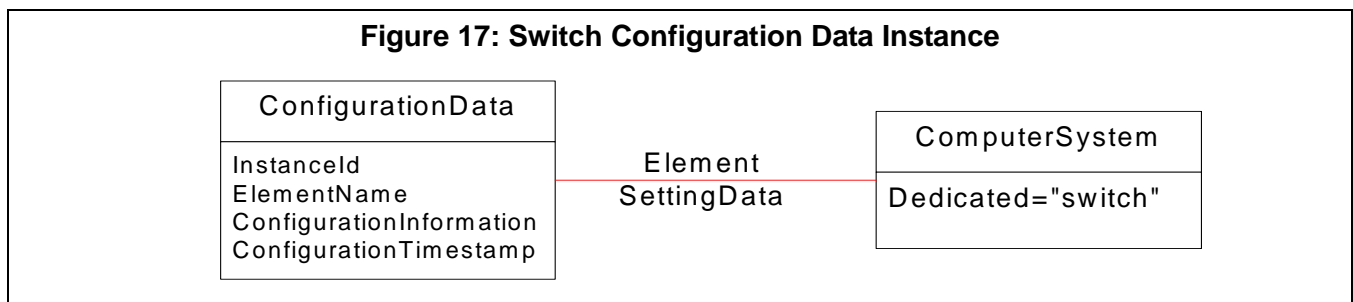 Figure 17: Switch Configuration Data Instance
ConfigurationData
InstanceId
ElementName
ConfigurationInformation
ConfigurationTimestamp
Element
SettingData
ComputerSystem
Dedicated="switch"